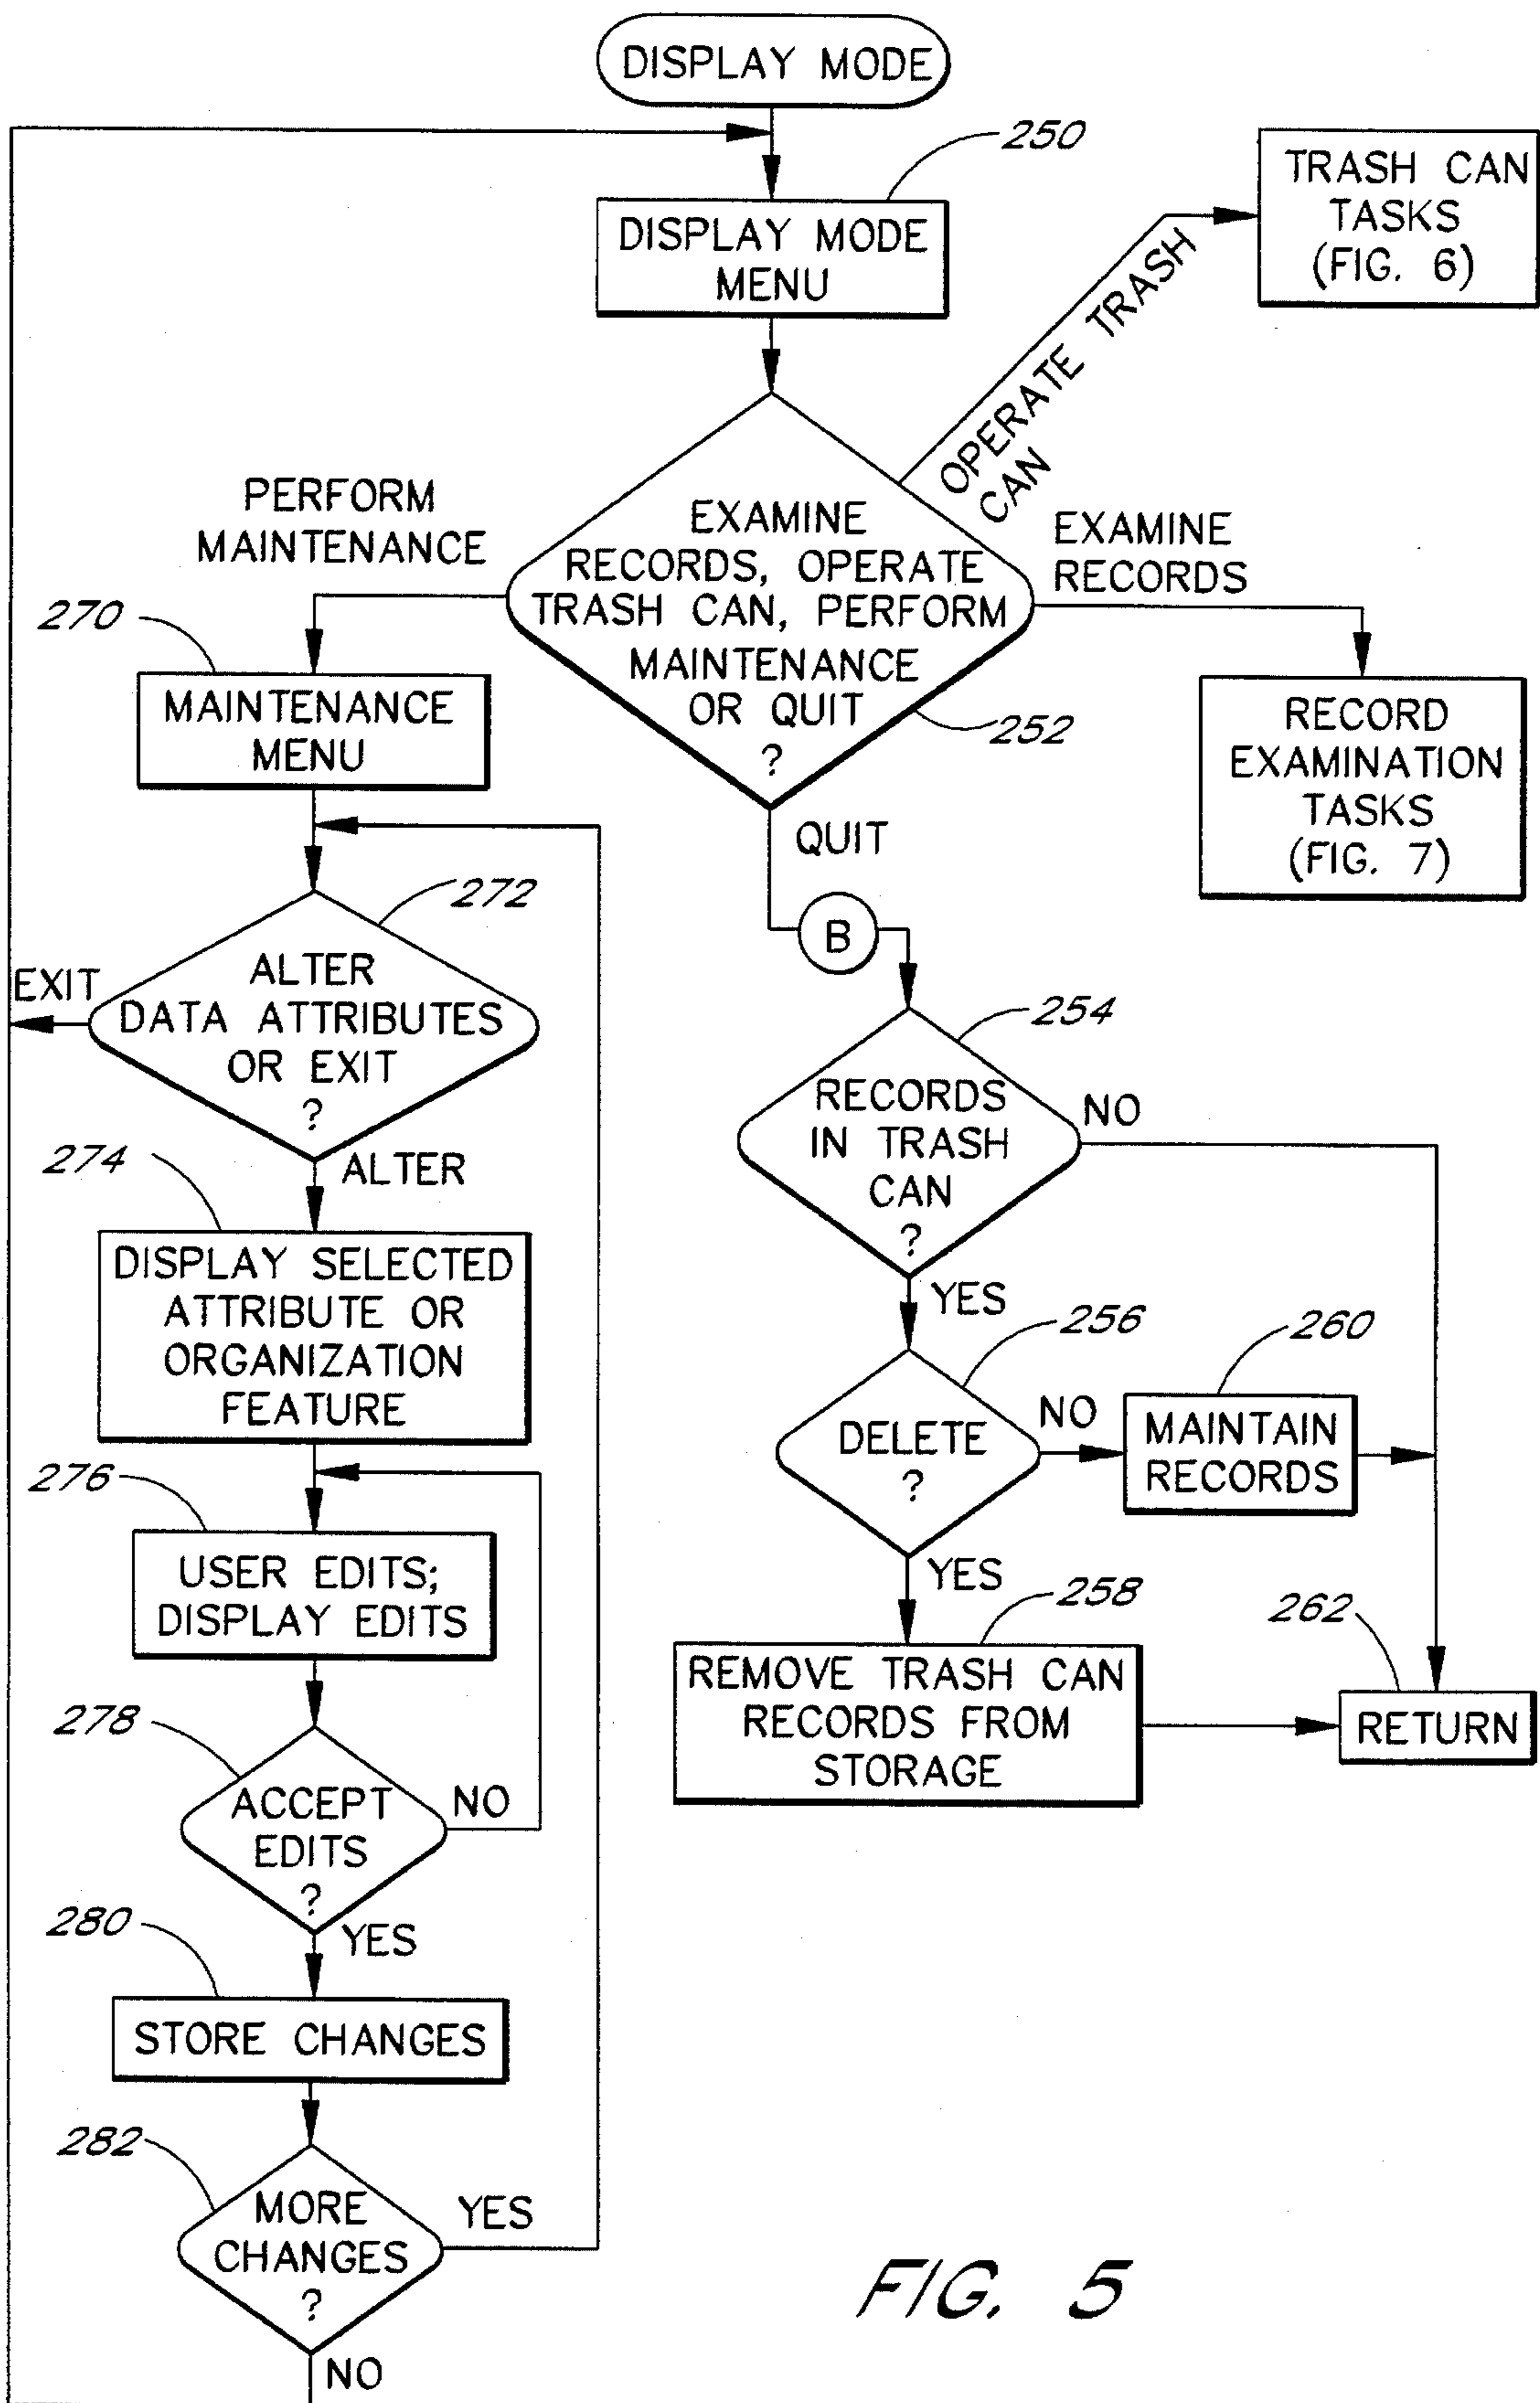 DISPLAY MODE
250
DISPLAY MODE
MENU
TRASH CAN
TASKS
(FIG. 6)
OPERATE TRASH
CAN
PERFORM
MAINTENANCE
EXAMINE
RECORDS, OPERATE
TRASH CAN, PERFORM
MAINTENANCE
OR QUIT
?
252
EXAMINE
RECORDS
RECORD
EXAMINATION
TASKS
(FIG. 7)
270
MAINTENANCE
MENU
QUIT
B
272
EXIT
ALTER
DATA ATTRIBUTES
OR EXIT
?
ALTER
254
RECORDS
IN TRASH
CAN
?
NO
YES
274
DISPLAY SELECTED
ATTRIBUTE OR
ORGANIZATION
FEATURE
256
DELETE
?
NO
260
MAINTAIN
RECORDS
YES
276
USER EDITS;
DISPLAY EDITS
258
REMOVE TRASH CAN
RECORDS FROM
STORAGE
262
RETURN
278
ACCEPT
EDITS
?
NO
YES
280
STORE CHANGES
282
MORE
CHANGES
?
YES
NO
FIG. 5